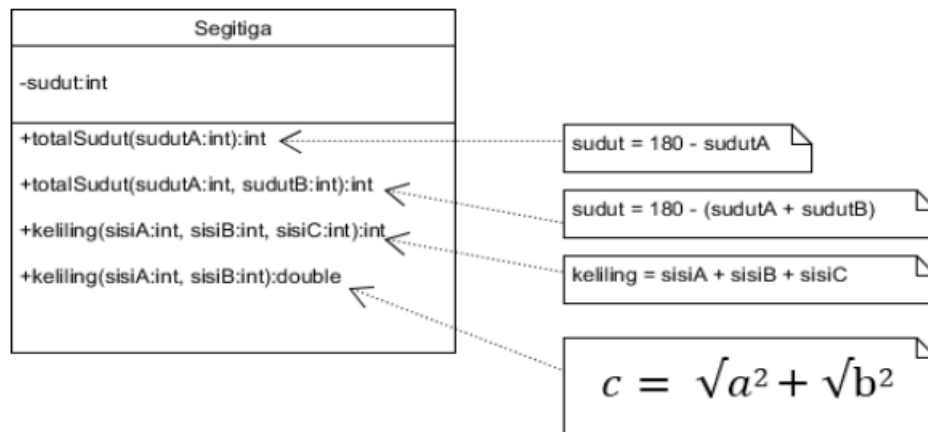 Segitiga
-sudut:int
+totalSudut(sudutA:int):int
+totalSudut(sudutA:int, sudutB:int):int
+keliling(sisiA:int, sisiB:int, sisiC:int):int
+keliling(sisiA:int, sisiB:int):double
sudut = 180 - sudutA
sudut = 180 - (sudutA + sudutB)
keliling = sisiA + sisiB + sisiC
c = √a² + √b²